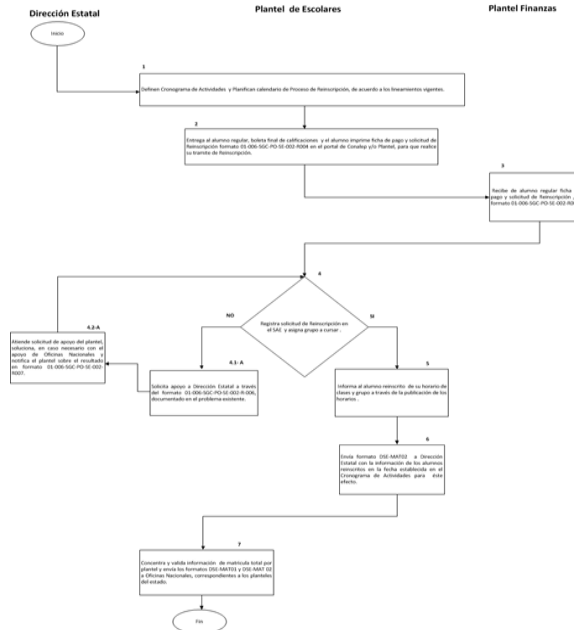 Dirección Estatal
Plantel de Escolares
Plantel Finanzas
Inicio
1
Definen Cronograma de Actividades y Planifican calendario de Proceso de Reinscripción, de acuerdo a los lineamientos vigentes.
2
Entrega al alumno regular, boleta final de calificaciones y el alumno imprime ficha de pago y solicitud de
Reinscripción formato 01-006-SGC-PO-SE-002-R004 en el portal de Conalep y/o Plantel, para que realice
su tramite de Reinscripción.
3
Recibe de alumno regular ficha
pago y solicitud de Reinscripción
formato 01-006-SGC-PO-SE-002-R00
4
Registra solicitud de Reinscripción en
el SAE y asigna grupo a cursar .
NO
SI
4.2-A
Atiende solicitud de apoyo del plantel,
soluciona, en caso necesario con el
apoyo de Oficinas Nacionales y
notifica el plantel sobre el resultado
en formato 01-006-SGC-PO-SE-002-
R007.
4.1- A
Solicita apoyo a Dirección Estatal a través
del formato 01-006-SGC-PO-SE-002-R-006,
documentado en el problema existente.
5
Informa al alumno reinscrito de su horario de
clases y grupo a través de la publicación de los
horarios .
6
Envía formato DSE-MAT02 a Dirección
Estatal con la información de los alumnos
reinscritos en la fecha establecida en el
Cronograma de Actividades para este
efecto.
7
Concentra y valida información de matricula total por
plantel y envía los formatos DSE-MAT01 y DSE-MAT 02
a Oficinas Nacionales, correspondientes a los planteles
del estado.
Fin